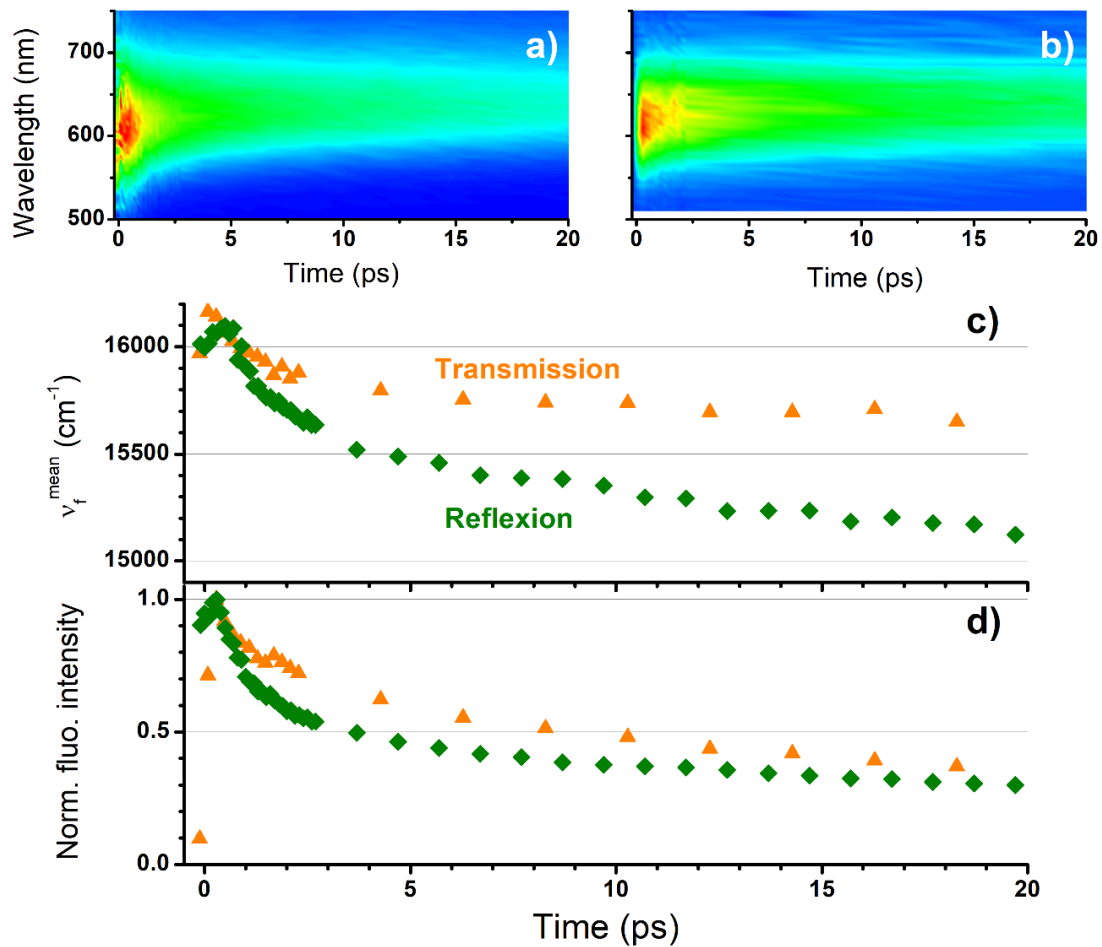 a)
b)
Wavelength (nm)
700
600
500
0 5 10 15 20
Time (ps)
0 5 10 15 20
Time (ps)
c)
Transmission
Reflexion
νf^mean (cm-1)
16000
15500
15000
d)
Norm. fluo. intensity
1.0
0.5
0.0
0 5 10 15 20
Time (ps)